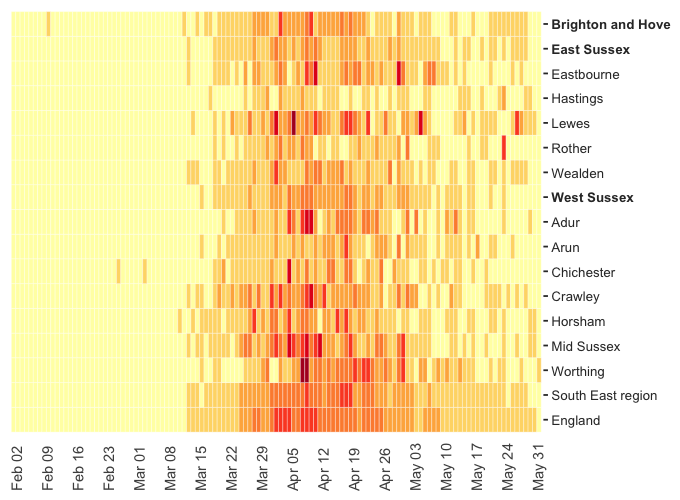 Brighton and Hove
East Sussex
Eastbourne
Hastings
Lewes
Rother
Wealden
West Sussex
Adur
Arun
Chichester
Crawley
Horsham
Mid Sussex
Worthing
South East region
England
Feb 02
Feb 09
Feb 16
Feb 23
Mar 01
Mar 08
Mar 15
Mar 22
Mar 29
Apr 05
Apr 12
Apr 19
Apr 26
May 03
May 10
May 17
May 24
May 31